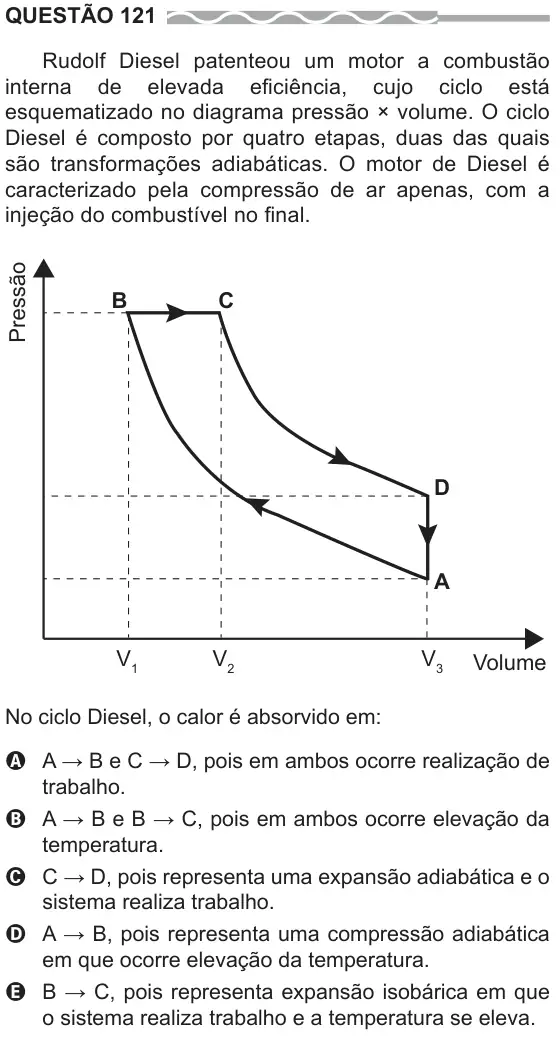 QUESTÃO 121
Rudolf Diesel patenteou um motor a combustão
interna de elevada eficiência, cujo ciclo está
esquematizado no diagrama pressão × volume. O ciclo
Diesel é composto por quatro etapas, duas das quais
são transformações adiabáticas. O motor de Diesel é
caracterizado pela compressão de ar apenas, com a
injeção do combustível no final.
Pressão
B
C
D
A
V1
V2
V3
Volume
No ciclo Diesel, o calor é absorvido em:
A A → B e C → D, pois em ambos ocorre realização de
trabalho.
B A → B e B → C, pois em ambos ocorre elevação da
temperatura.
C C → D, pois representa uma expansão adiabática e o
sistema realiza trabalho.
D A → B, pois representa uma compressão adiabática
em que ocorre elevação da temperatura.
E B → C, pois representa expansão isobárica em que
o sistema realiza trabalho e a temperatura se eleva.